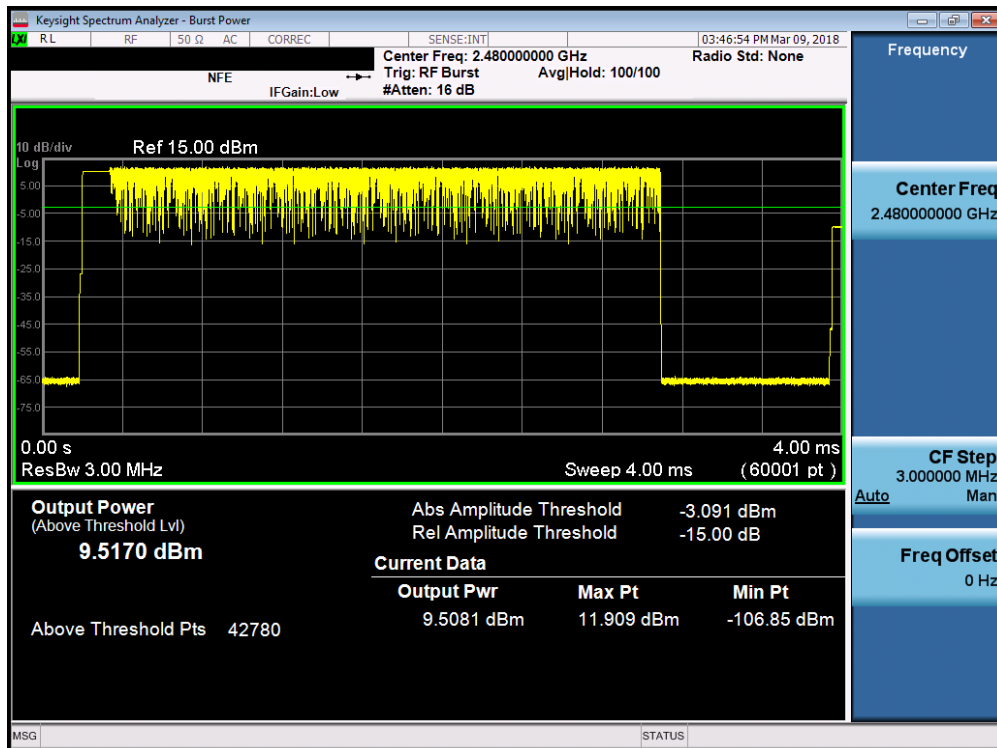 Keysight Spectrum Analyzer - Burst Power
LXI RL RF 50 Ω AC CORREC SENSE:INT 03:46:54 PM Mar 09, 2018
Center Freq: 2.480000000 GHz Radio Std: None
NFE Trig: RF Burst Avg|Hold: 100/100
IFGain:Low #Atten: 16 dB
10 dB/div Ref 15.00 dBm
Log
5.00
-5.00
-15.0
-25.0
-35.0
-45.0
-55.0
-65.0
-75.0
0.00 s 4.00 ms
ResBw 3.00 MHz Sweep 4.00 ms (60001 pt)
Output Power
(Above Threshold Lvl)
9.5170 dBm
Above Threshold Pts 42780
Abs Amplitude Threshold -3.091 dBm
Rel Amplitude Threshold -15.00 dB
Current Data
Output Pwr Max Pt Min Pt
9.5081 dBm 11.909 dBm -106.85 dBm
Frequency
Center Freq
2.480000000 GHz
CF Step
3.000000 MHz
Auto Man
Freq Offset
0 Hz
MSG STATUS